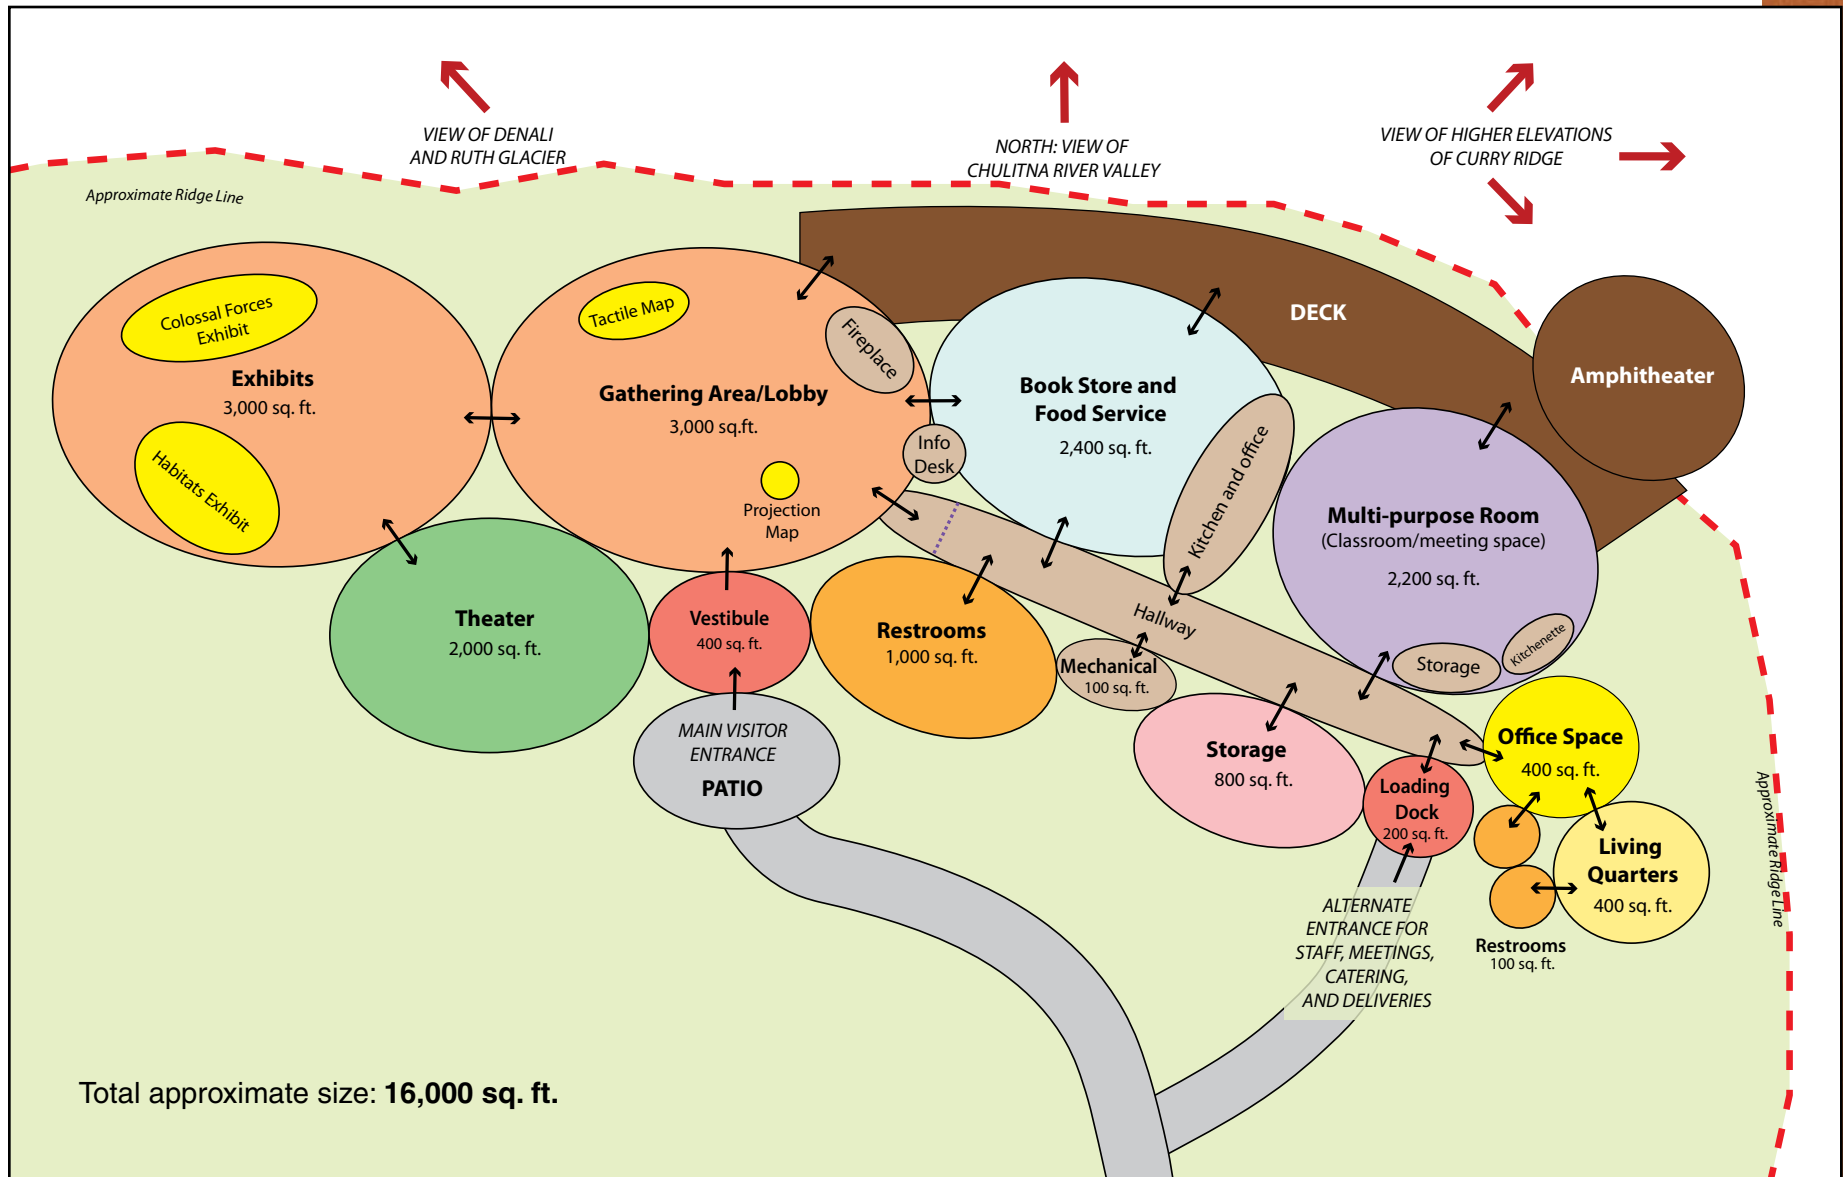 VIEW OF DENALI
AND RUTH GLACIER
NORTH: VIEW OF
CHULITNA RIVER VALLEY
VIEW OF HIGHER ELEVATIONS
OF CURRY RIDGE
Approximate Ridge Line
Colossal Forces
Exhibit
Exhibits
3,000 sq. ft.
Habitats Exhibit
Tactile Map
Fireplace
Gathering Area/Lobby
3,000 sq.ft.
Info
Desk
Projection
Map
Book Store and
Food Service
2,400 sq. ft.
Kitchen and office
DECK
Amphitheater
Multi-purpose Room
(Classroom/meeting space)
2,200 sq. ft.
Storage
Kitchenette
Theater
2,000 sq. ft.
Vestibule
400 sq. ft.
Restrooms
1,000 sq. ft.
Hallway
Mechanical
100 sq. ft.
MAIN VISITOR
ENTRANCE
PATIO
Storage
800 sq. ft.
Loading
Dock
200 sq. ft.
Office Space
400 sq. ft.
Living
Quarters
400 sq. ft.
Restrooms
100 sq. ft.
ALTERNATE
ENTRANCE FOR
STAFF, MEETINGS,
CATERING,
AND DELIVERIES
Approximate Ridge Line
Total approximate size: 16,000 sq. ft.